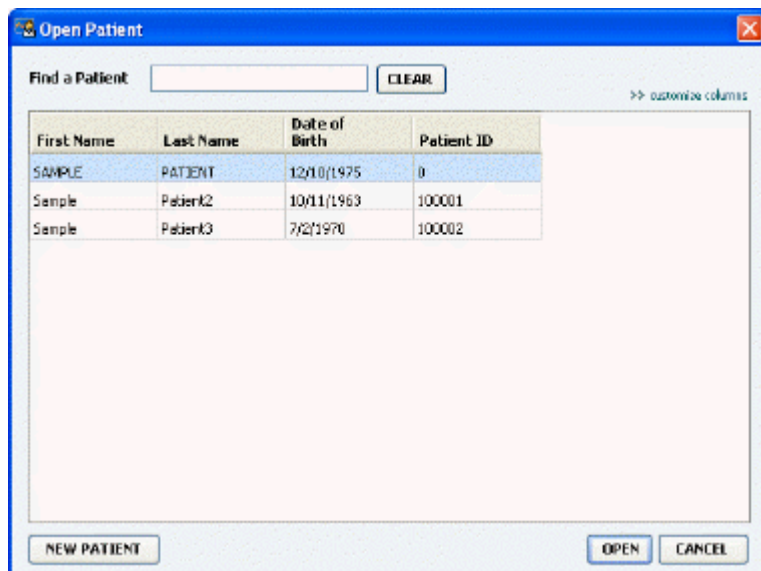 Open Patient
Find a Patient CLEAR
>> customize columns
First Name Last Name Date of Birth Patient ID
SAMPLE PATIENT 12/10/1975 0
Sample Patient2 10/11/1963 100001
Sample Patient3 7/2/1970 100002
NEW PATIENT OPEN CANCEL